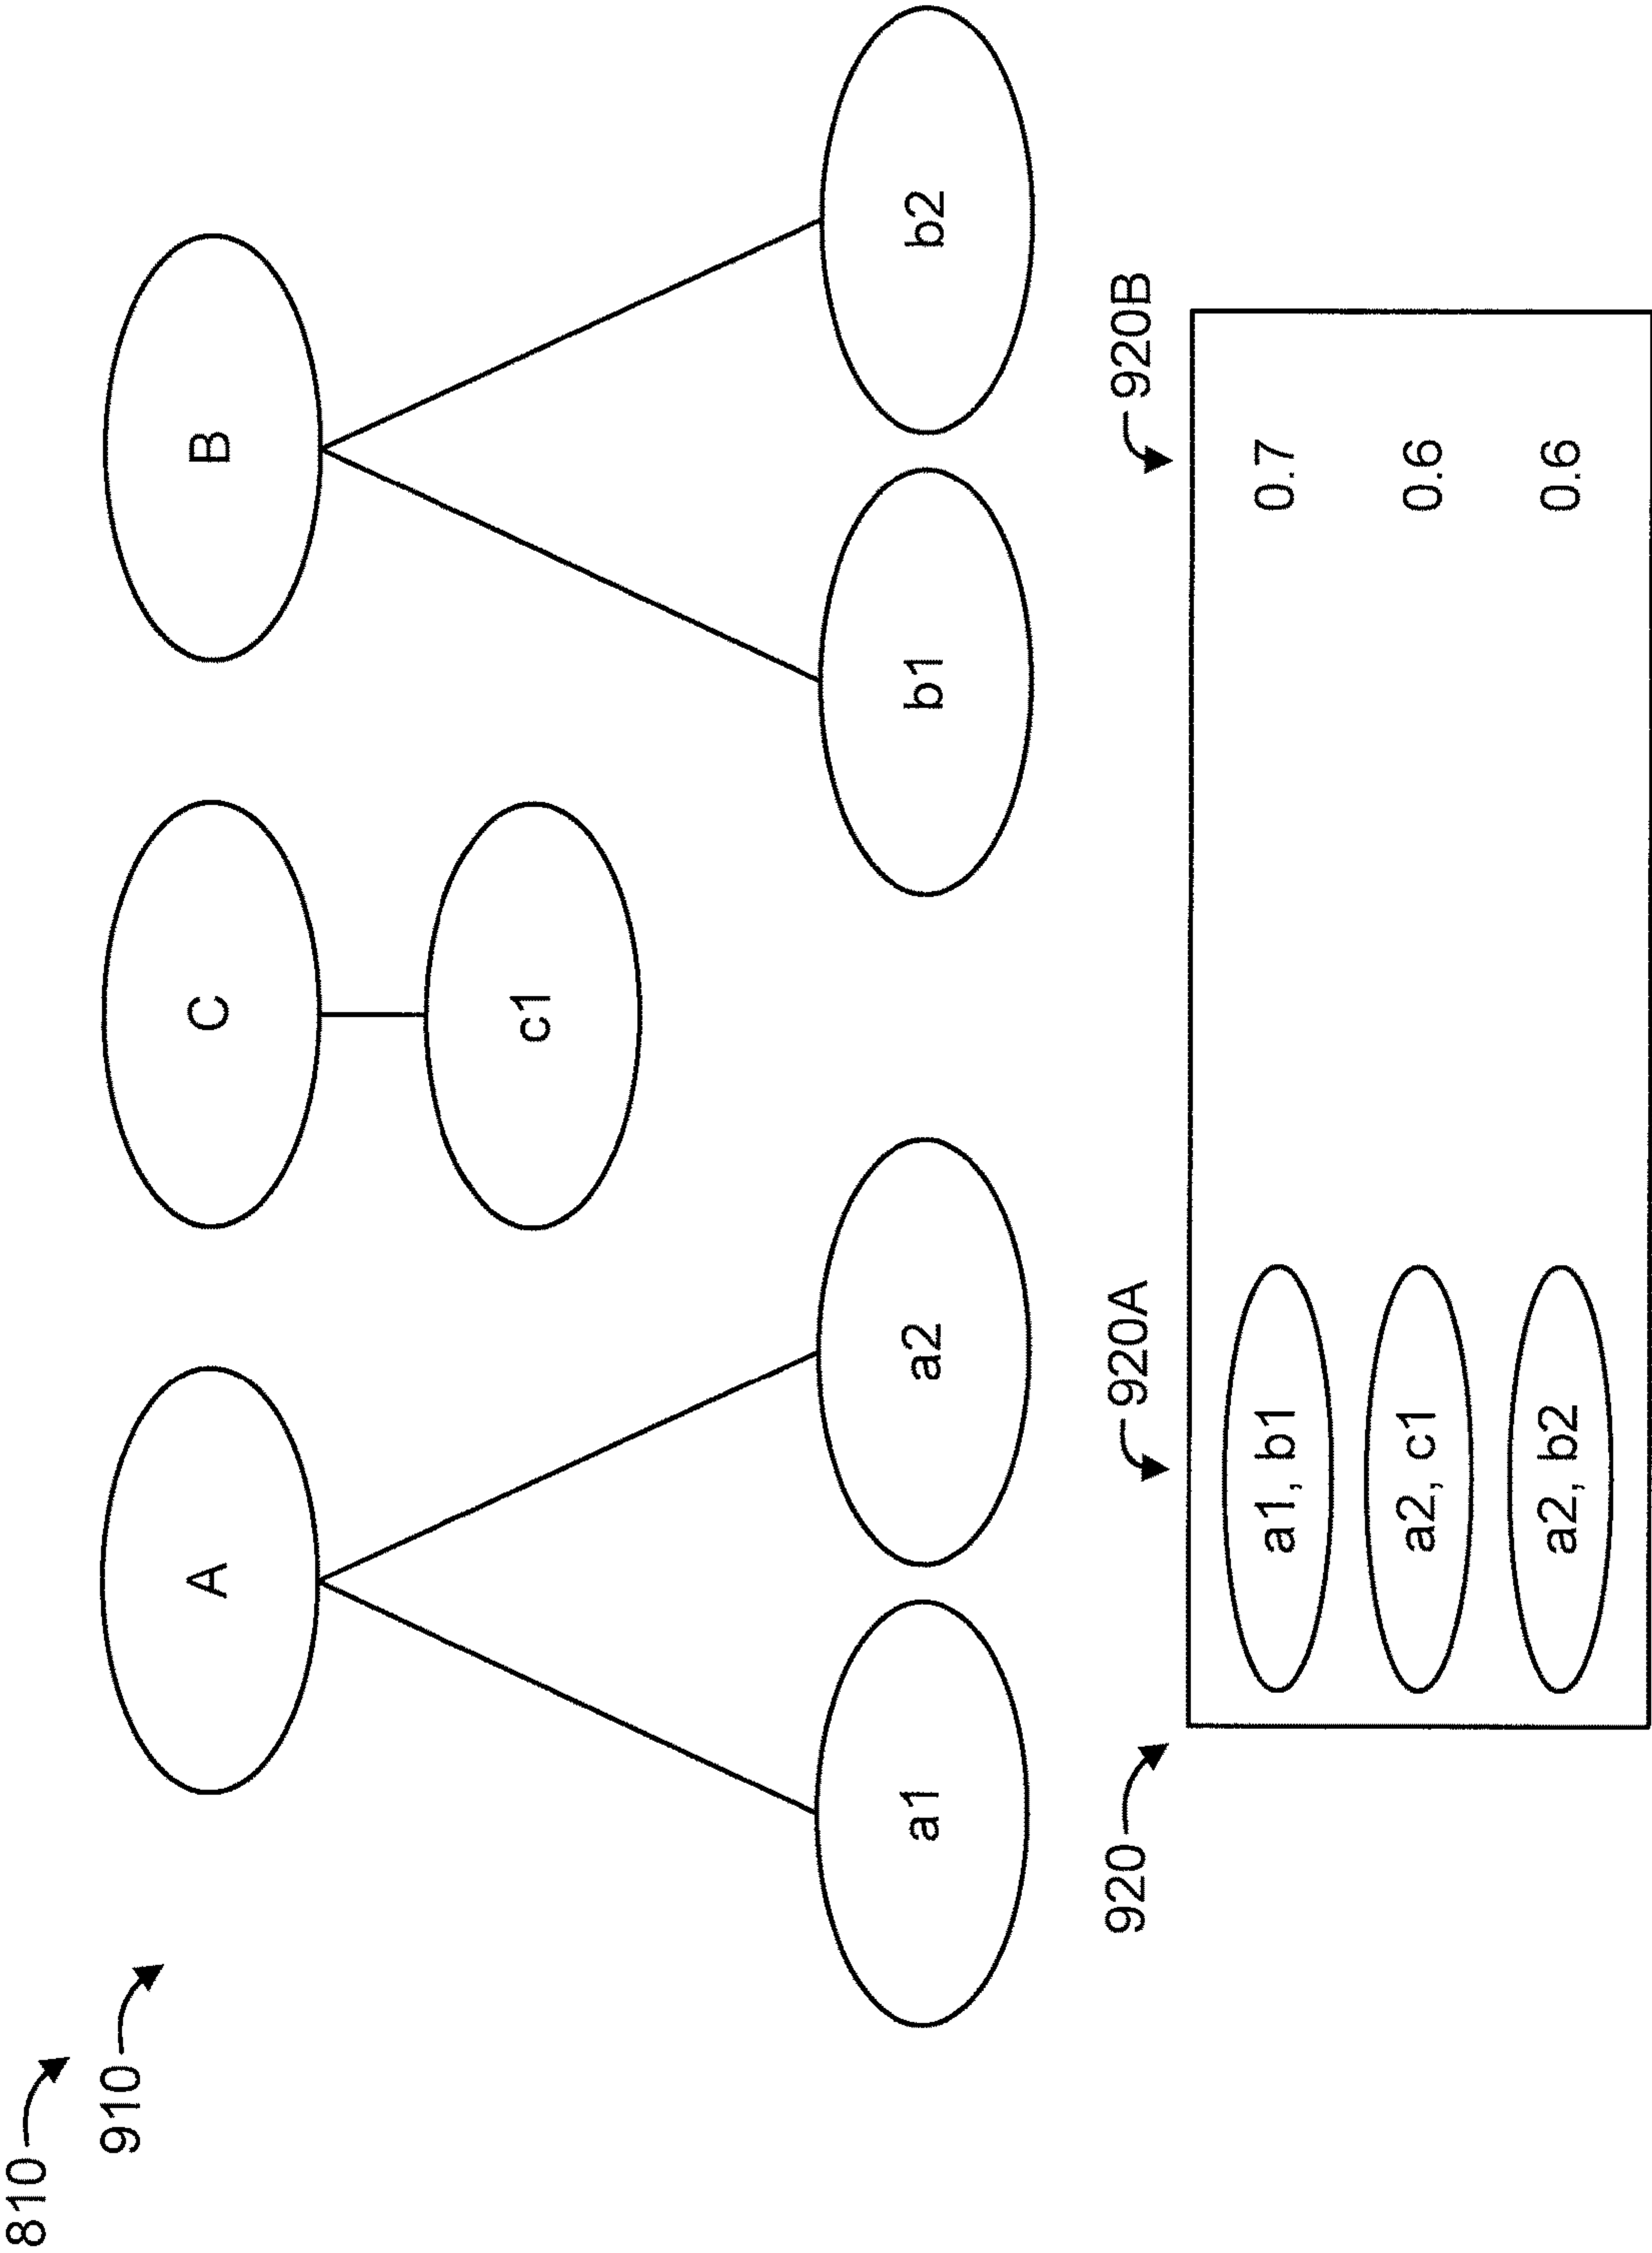 810
910
A C B
c1
a1 a2 b1 b2
920 920A 920B
a1, b1 0.7
a2, c1 0.6
a2, b2 0.6